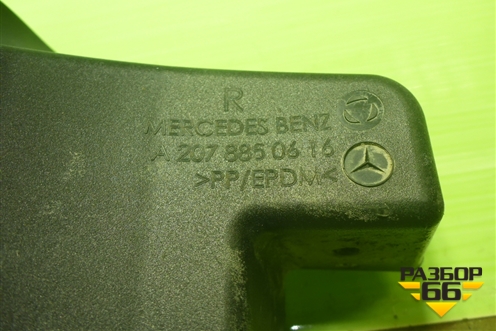 R
MERCEDES BENZ
A 207 885 06 16
>PP/EPDM<
РАЗБОР
66